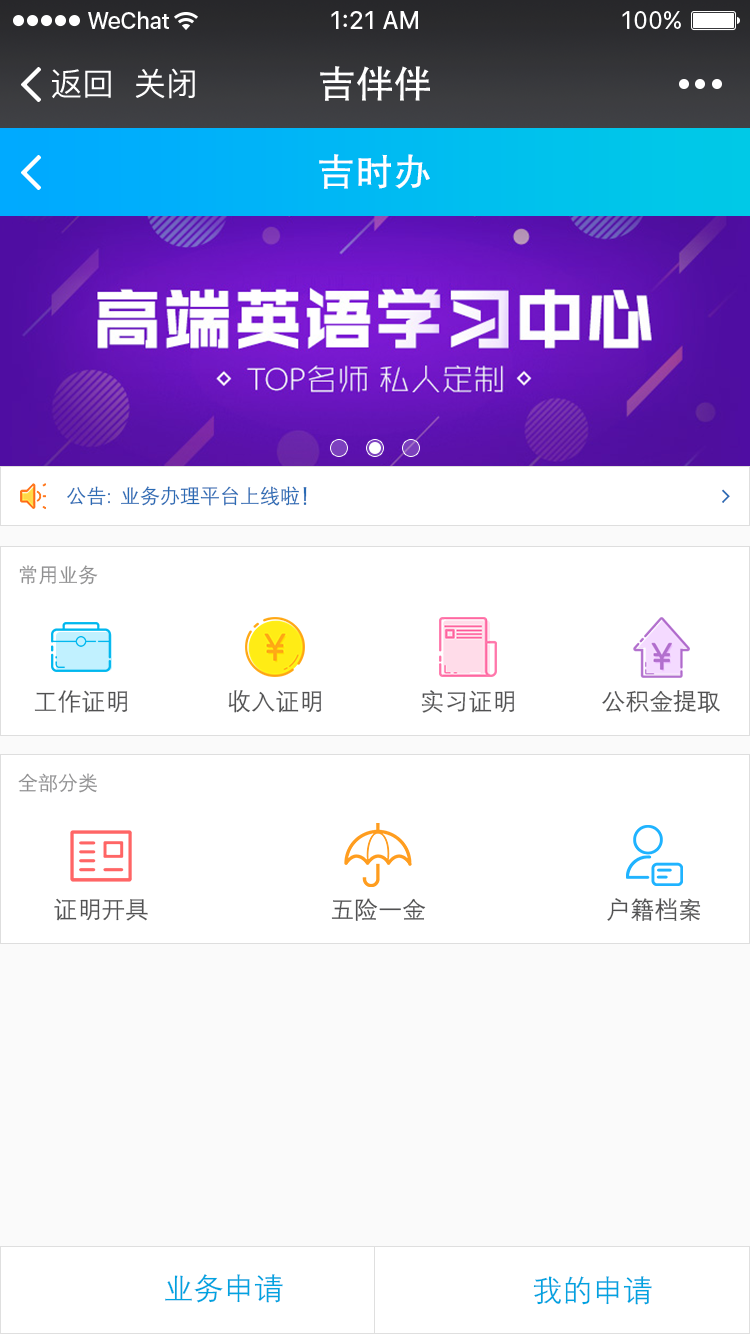 WeChat 1:21 AM 100%
返回 关闭 吉伴伴
吉时办
高端英语学习中心
TOP名师 私人定制
公告: 业务办理平台上线啦!
常用业务
¥ ¥
工作证明 收入证明 实习证明 公积金提取
全部分类
证明开具 五险一金 户籍档案
业务申请 我的申请